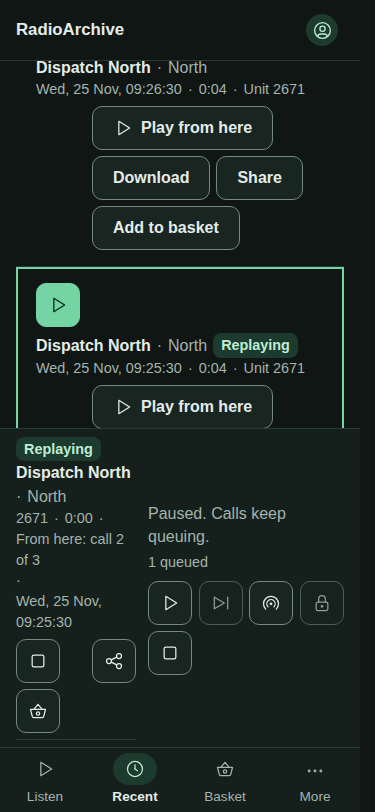 RadioArchive
Dispatch North · North
Wed, 25 Nov, 09:26:30 · 0:04 · Unit 2671
Play from here
Download Share
Add to basket
Dispatch North · North Replaying
Wed, 25 Nov, 09:25:30 · 0:04 · Unit 2671
Play from here
Replaying
Dispatch North
· North
2671 · 0:00 ·
From here: call 2
of 3
·
Wed, 25 Nov,
09:25:30
Paused. Calls keep
queuing.
1 queued
Listen Recent Basket More